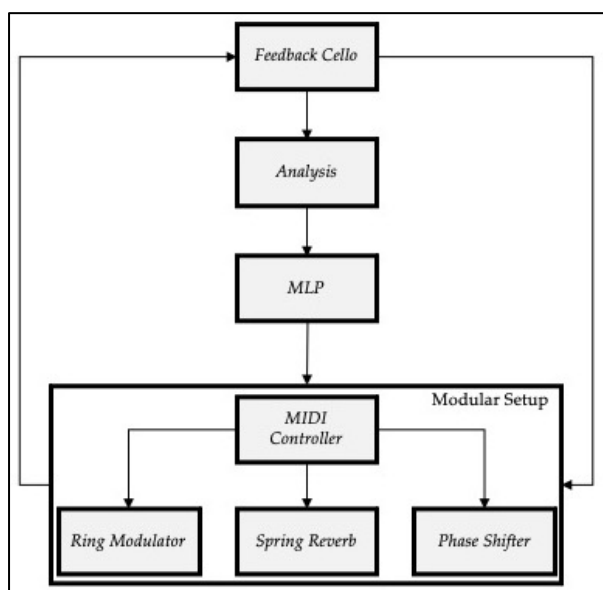 Feedback Cello
Analysis
MLP
Modular Setup
MIDI
Controller
Ring Modulator
Spring Reverb
Phase Shifter